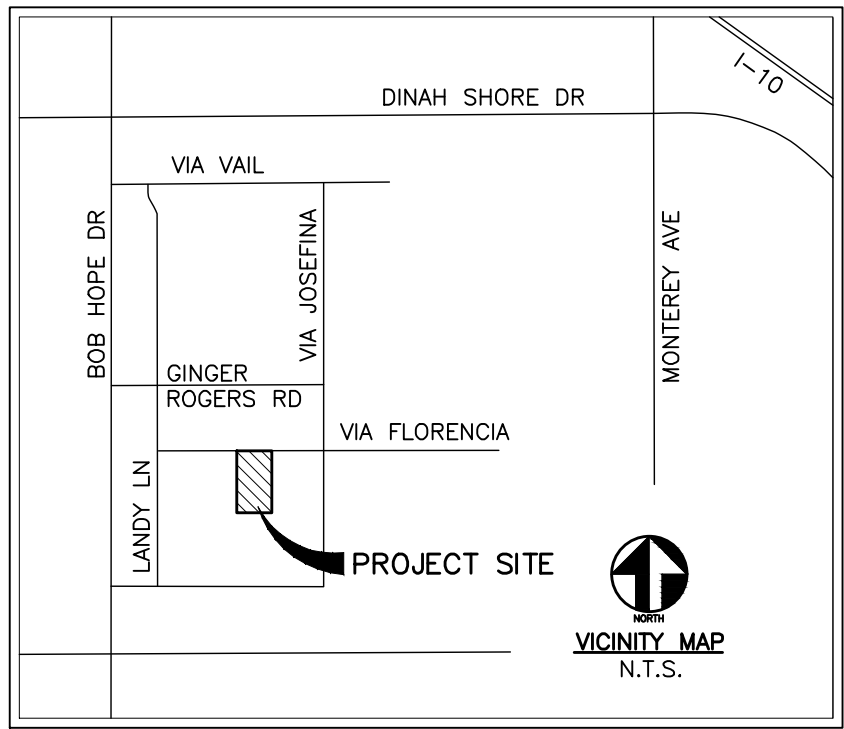 I-10
DINAH SHORE DR
VIA VAIL
BOB HOPE DR
VIA JOSEFINA
MONTEREY AVE
GINGER
ROGERS RD
VIA FLORENCIA
LANDY LN
PROJECT SITE
NORTH
VICINITY MAP
N.T.S.